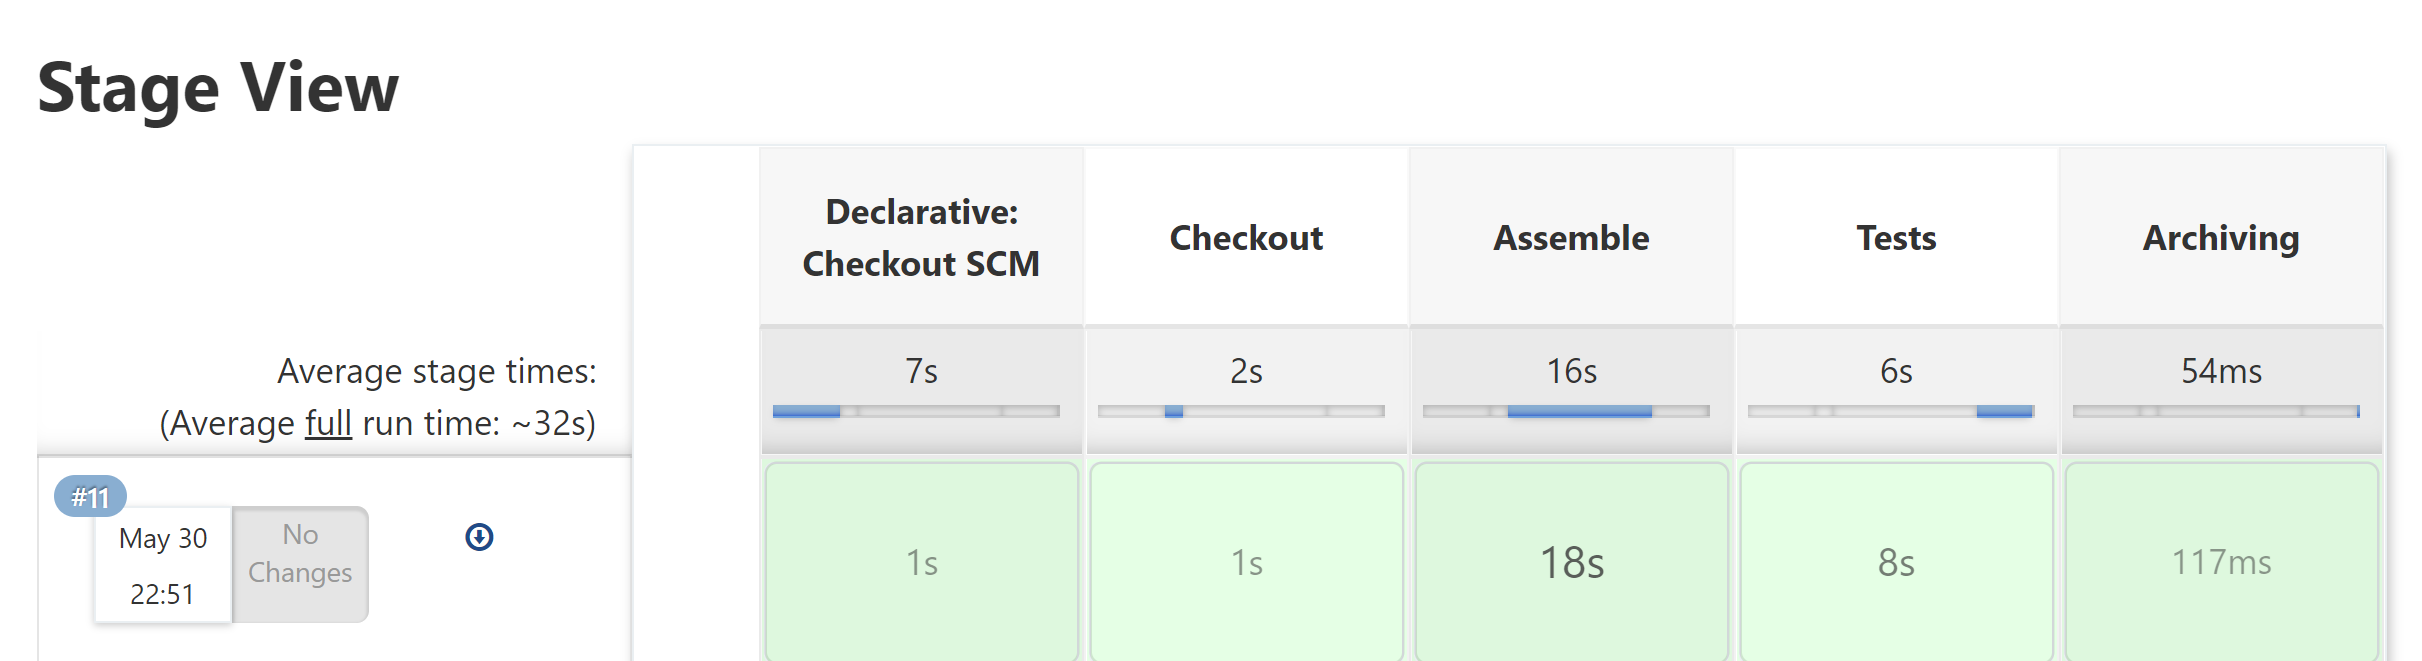 Stage View
Declarative:
Checkout SCM
Checkout
Assemble
Tests
Archiving
Average stage times:
(Average full run time: ~32s)
7s
2s
16s
6s
54ms
#11
May 30
22:51
No
Changes
1s
1s
18s
8s
117ms